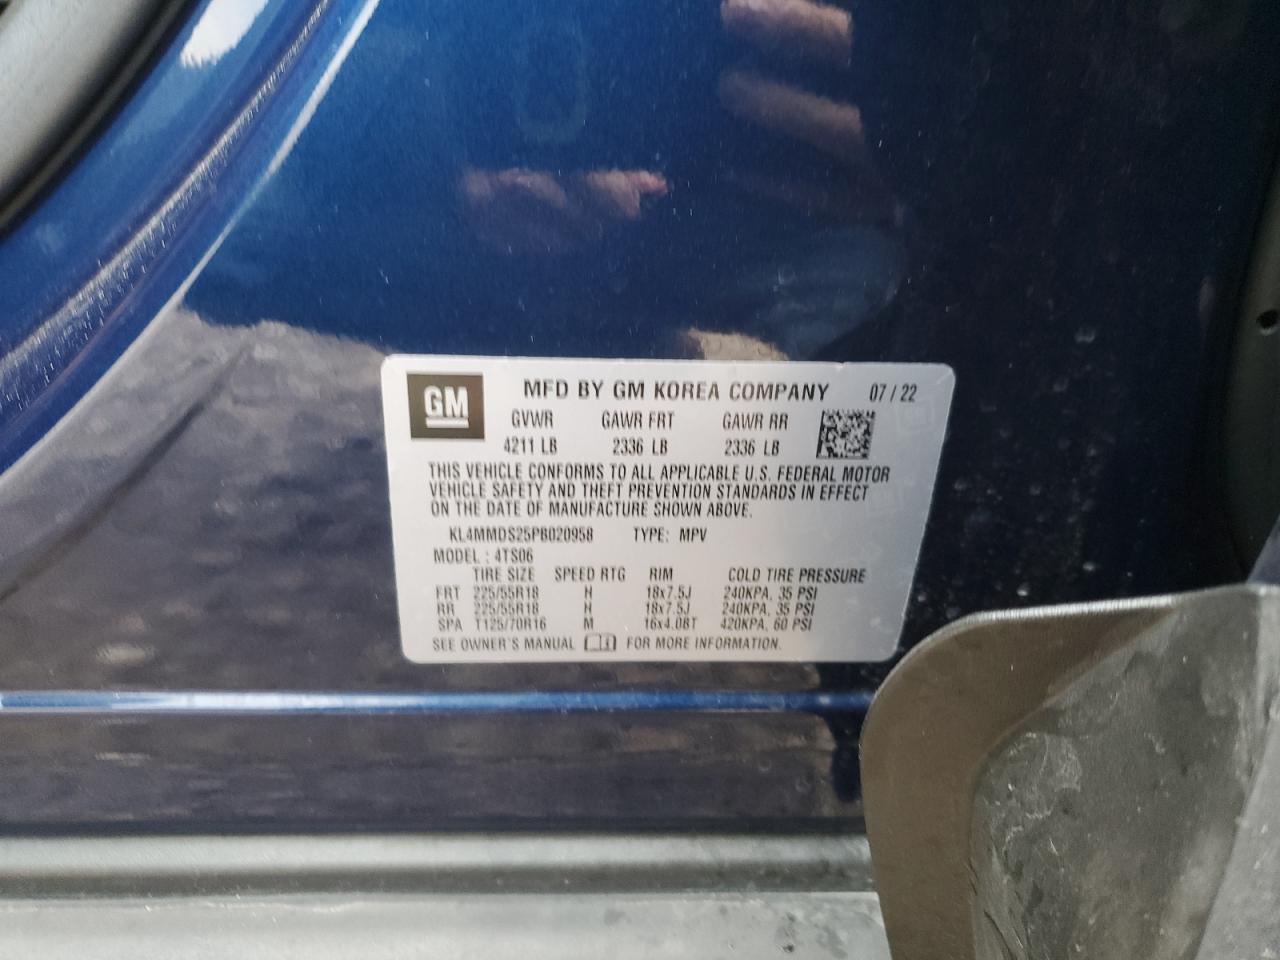 GM MFD BY GM KOREA COMPANY 07 / 22
GVWR GAWR FRT GAWR RR
4211 LB 2336 LB 2336 LB
THIS VEHICLE CONFORMS TO ALL APPLICABLE U.S. FEDERAL MOTOR
VEHICLE SAFETY AND THEFT PREVENTION STANDARDS IN EFFECT
ON THE DATE OF MANUFACTURE SHOWN ABOVE.
KL4MMDS25PB020958 TYPE: MPV
MODEL : 4TS06
TIRE SIZE SPEED RTG RIM COLD TIRE PRESSURE
FRT 225/55R18 H 18x7.5J 240KPA, 35 PSI
RR 225/55R18 H 18x7.5J 240KPA, 35 PSI
SPA T125/70R16 M 16x4.0BT 420KPA, 60 PSI
SEE OWNER'S MANUAL FOR MORE INFORMATION.